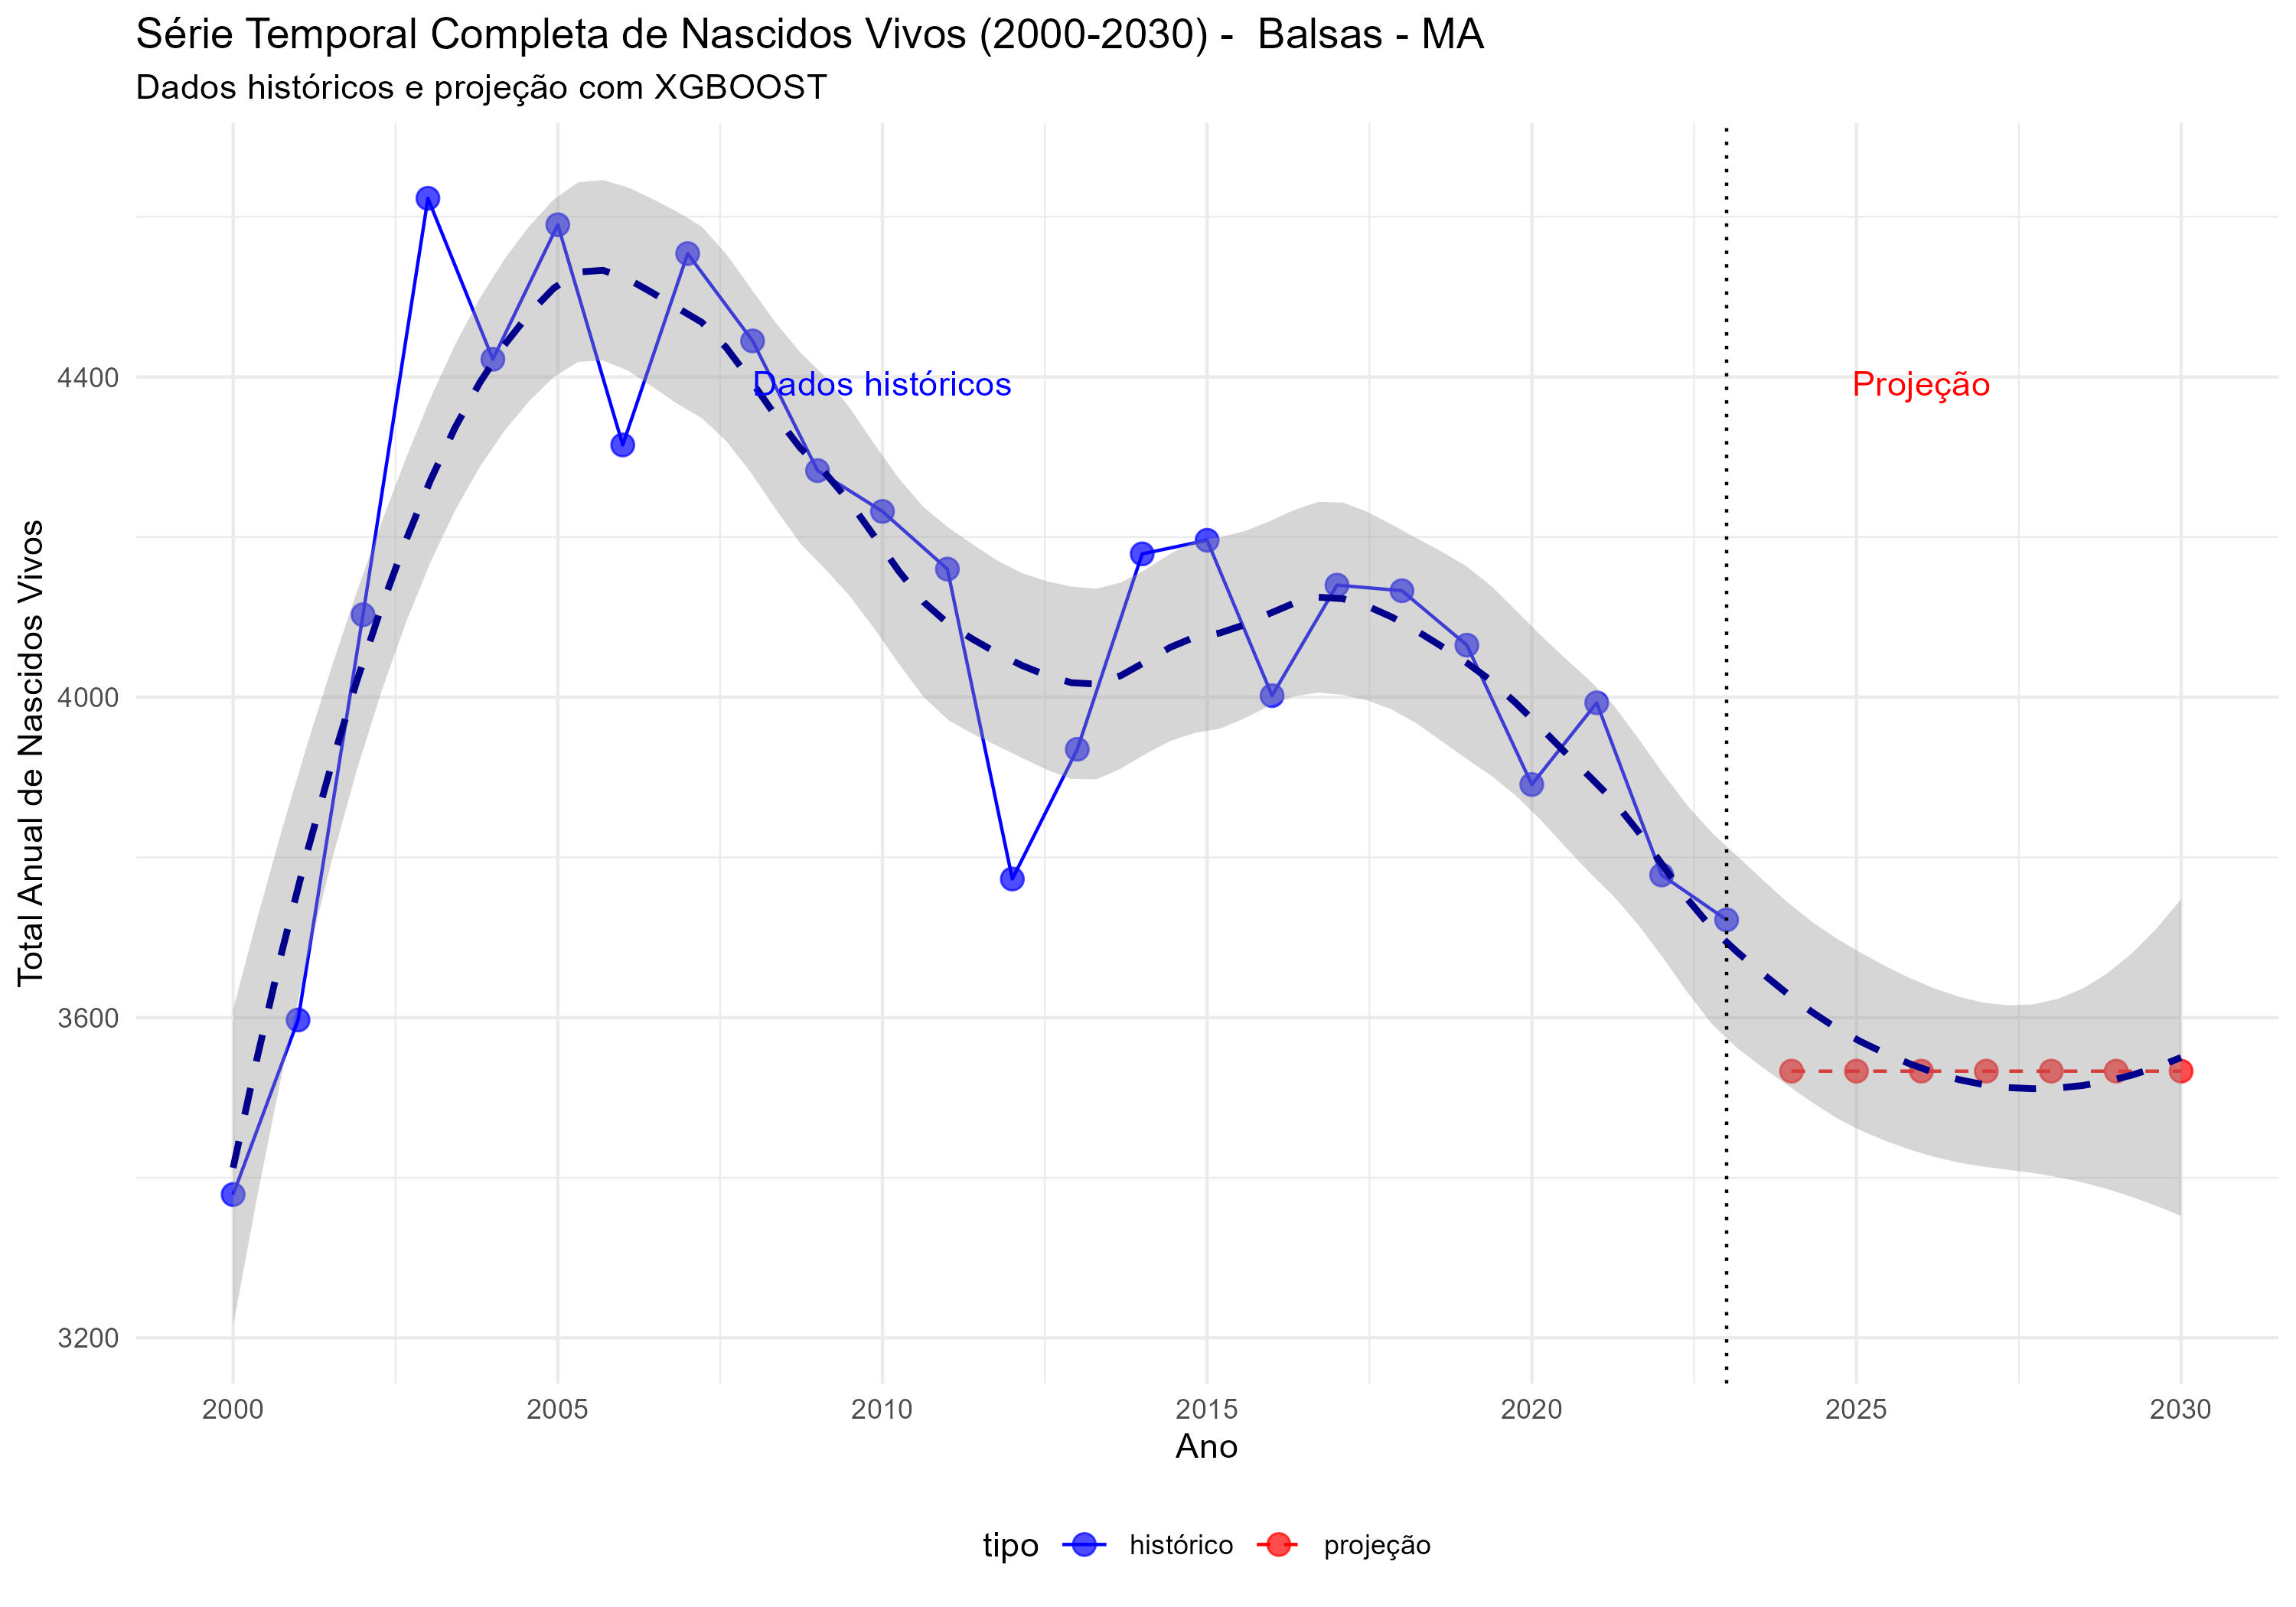 Série Temporal Completa de Nascidos Vivos (2000-2030) -  Balsas - MA
Dados históricos e projeção com XGBOOST
Total Anual de Nascidos Vivos
4400
4000
3600
3200
Dados históricos
Projeção
2000
2005
2010
2015
2020
2025
2030
Ano
tipo
histórico
projeção